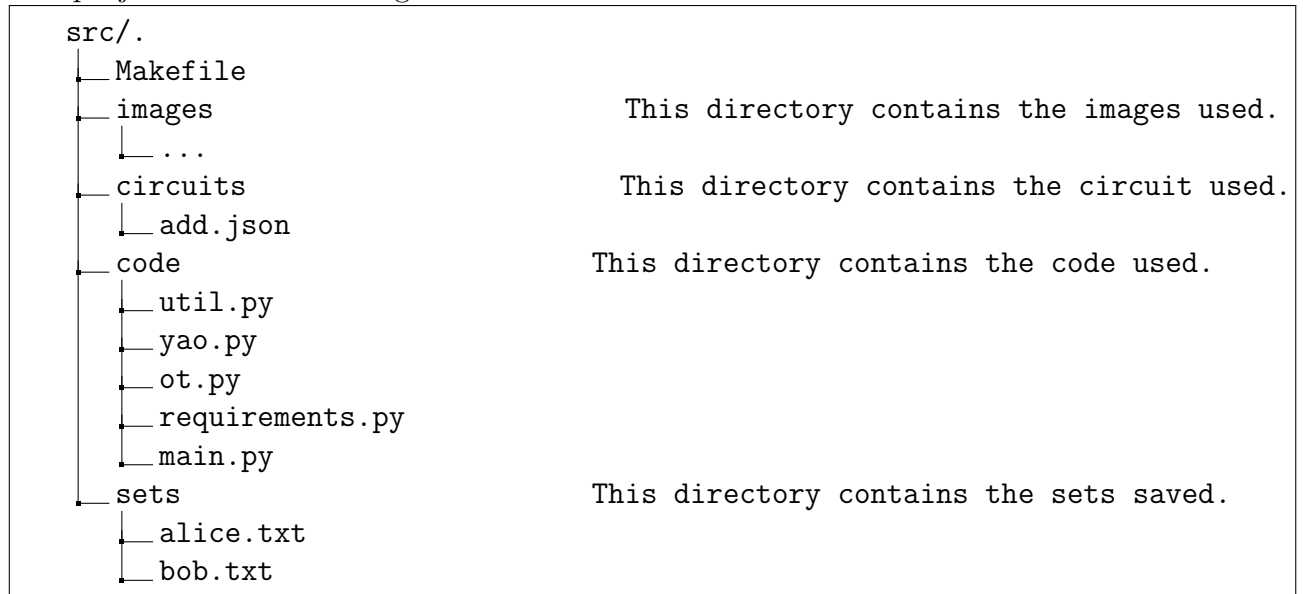 src/.
Makefile
images This directory contains the images used.
...
circuits This directory contains the circuit used.
add.json
code This directory contains the code used.
util.py
yao.py
ot.py
requirements.py
main.py
sets This directory contains the sets saved.
alice.txt
bob.txt